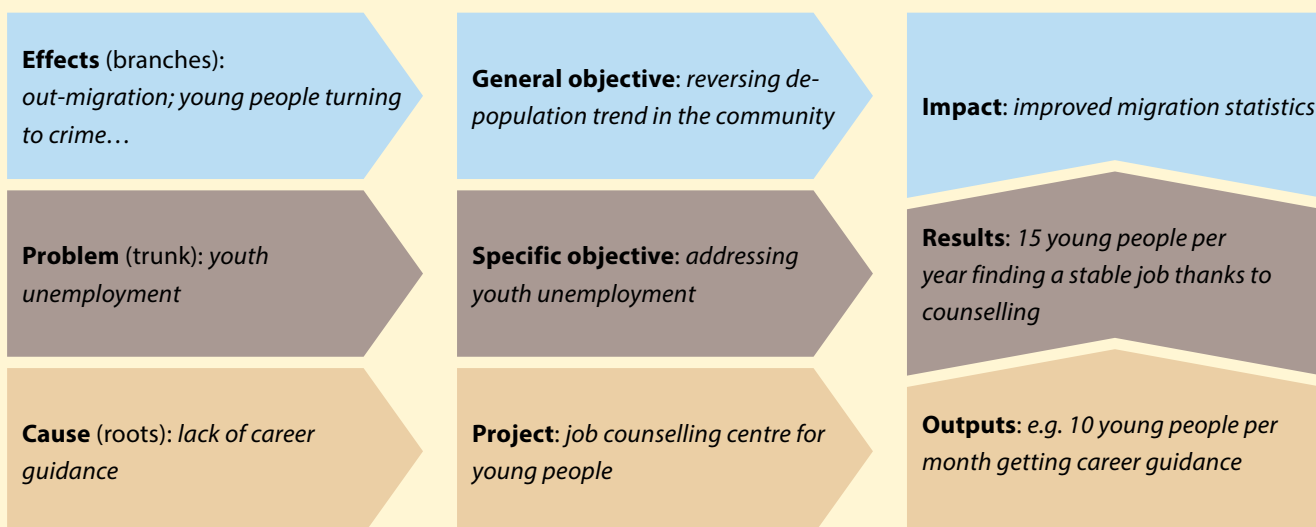 Effects (branches):
out-migration; young people turning
to crime…
General objective: reversing de-
population trend in the community
Impact: improved migration statistics
Problem (trunk): youth
unemployment
Specific objective: addressing
youth unemployment
Results: 15 young people per
year finding a stable job thanks to
counselling
Cause (roots): lack of career
guidance
Project: job counselling centre for
young people
Outputs: e.g. 10 young people per
month getting career guidance